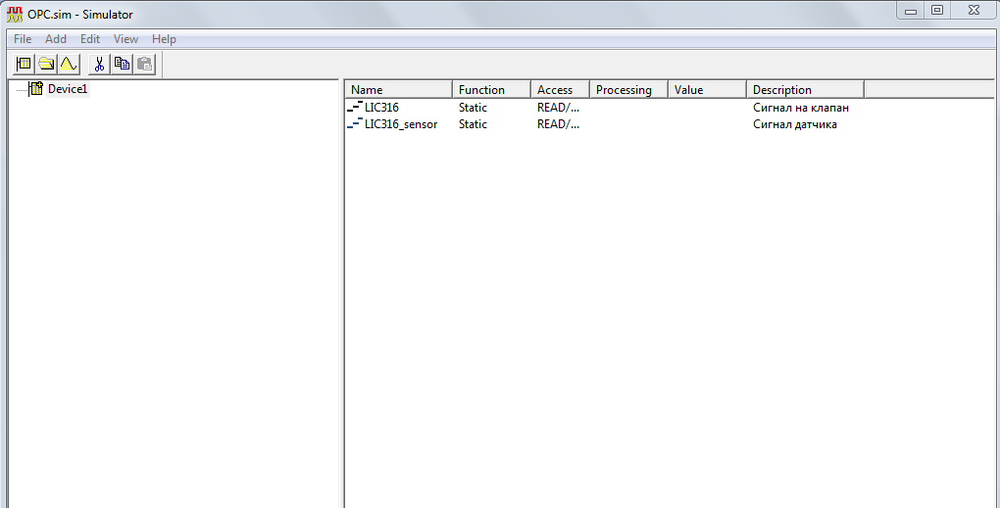 OPC.sim - Simulator
File Add Edit View Help
Device1
Name Function Access Processing Value Description
LIC316 Static READ/... Сигнал на клапан
LIC316_sensor Static READ/... Сигнал датчика